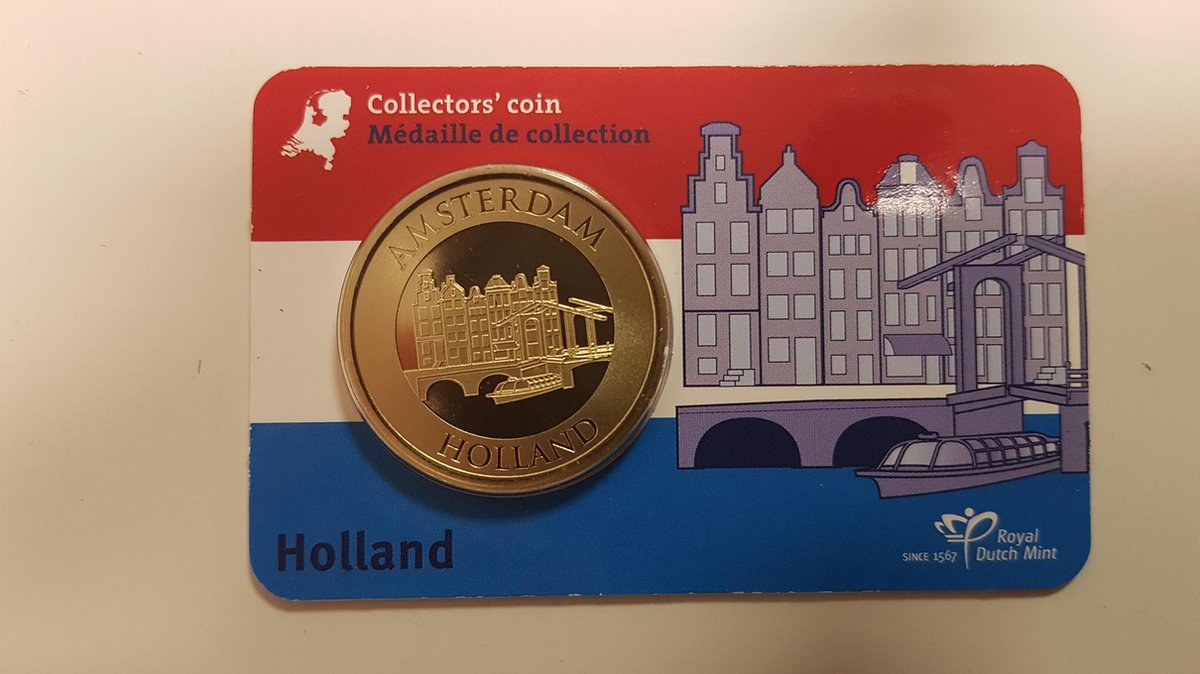 Collectors' coin
Médaille de collection
AMSTERDAM
HOLLAND
Holland
SINCE 1567
Royal
Dutch Mint